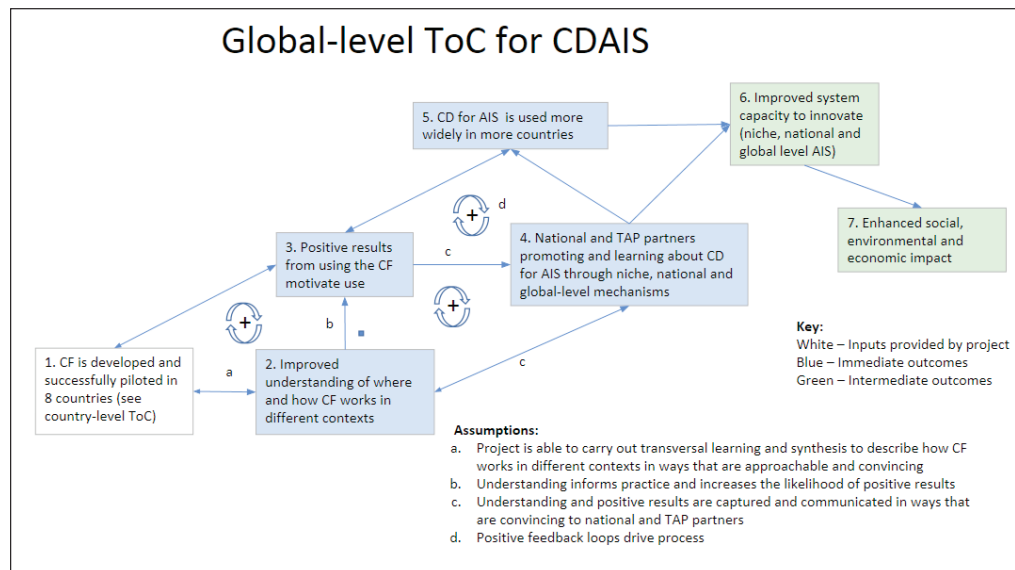 Global-level ToC for CDAIS
5. CD for AIS is used more
widely in more countries
6. Improved system
capacity to innovate
(niche, national and
global level AIS)
+
d
7. Enhanced social,
environmental and
economic impact
3. Positive results
from using the CF
motivate use
c
4. National and TAP partners
promoting and learning about CD
for AIS through niche, national and
global-level mechanisms
+
b
+
c
1. CF is developed and
successfully piloted in
8 countries (see
country-level ToC)
a
2. Improved
understanding of where
and how CF works in
different contexts
Key:
White – Inputs provided by project
Blue – Immediate outcomes
Green – Intermediate outcomes
Assumptions:
a. Project is able to carry out transversal learning and synthesis to describe how CF
works in different contexts in ways that are approachable and convincing
b. Understanding informs practice and increases the likelihood of positive results
c. Understanding and positive results are captured and communicated in ways that
are convincing to national and TAP partners
d. Positive feedback loops drive process